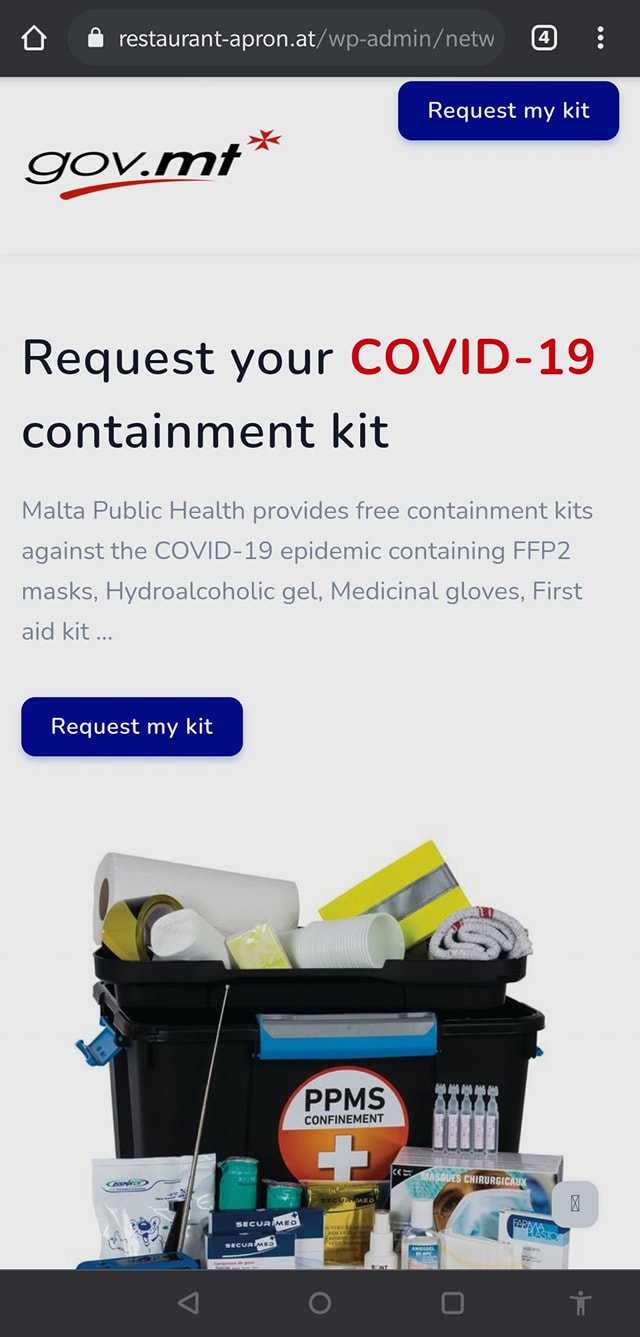 restaurant-apron.at/wp-admin/netw
4
Request my kit
gov.mt
Request your COVID-19
containment kit
Malta Public Health provides free containment kits
against the COVID-19 epidemic containing FFP2
masks, Hydroalcoholic gel, Medicinal gloves, First
aid kit ...
Request my kit
PPMS
CONFINEMENT
MASQUES CHIRURGICAUX
SECURIMED
SECURIMED